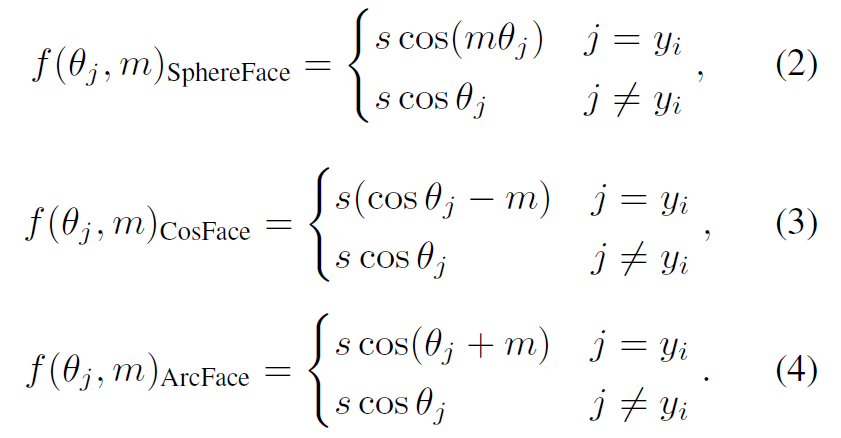 f(θ_j, m)_SphereFace = { s cos(mθ_j) j = y_i
s cos θ_j j ≠ y_i , (2)
f(θ_j, m)_CosFace = { s(cos θ_j − m) j = y_i
s cos θ_j j ≠ y_i , (3)
f(θ_j, m)_ArcFace = { s cos(θ_j + m) j = y_i
s cos θ_j j ≠ y_i . (4)